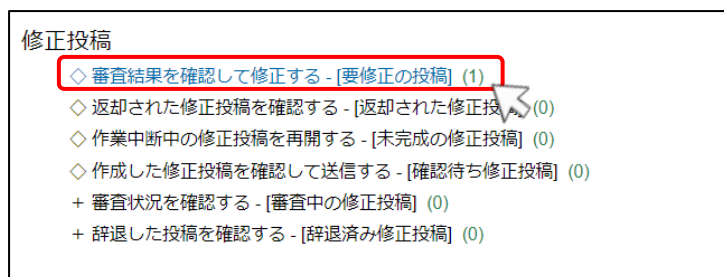 修正投稿
◇ 審査結果を確認して修正する - [要修正の投稿] (1)
◇ 返却された修正投稿を確認する - [返却された修正投 (0)
◇ 作業中断中の修正投稿を再開する - [未完成の修正投稿] (0)
◇ 作成した修正投稿を確認して送信する - [確認待ち修正投稿] (0)
+ 審査状況を確認する - [審査中の修正投稿] (0)
+ 辞退した投稿を確認する - [辞退済み修正投稿] (0)